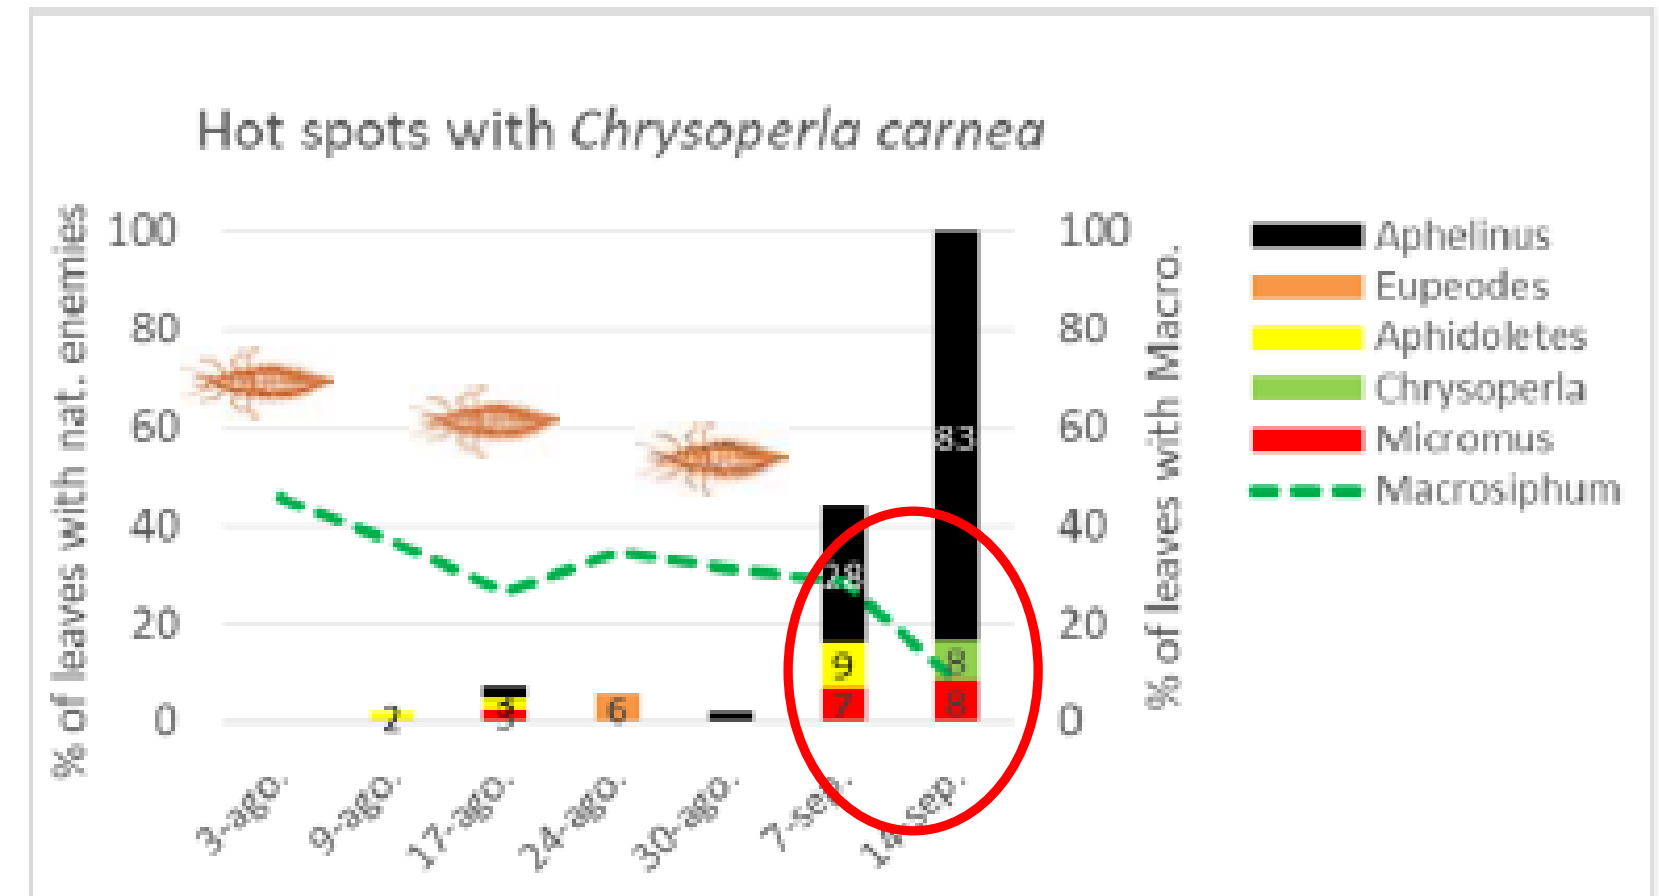 Hot spots with Chrysoperla carnea
% of leaves with nat. enemies
100
80
60
40
20
0
2
3
3
6
28
9
7
83
8
8
3-ago.
9-ago.
17-ago.
24-ago.
30-ago.
7-sep.
14-sep.
100
80
60
40
20
0
% of leaves with Macro.
Aphelinus
Eupeodes
Aphidoletes
Chrysoperla
Micromus
Macrosiphum